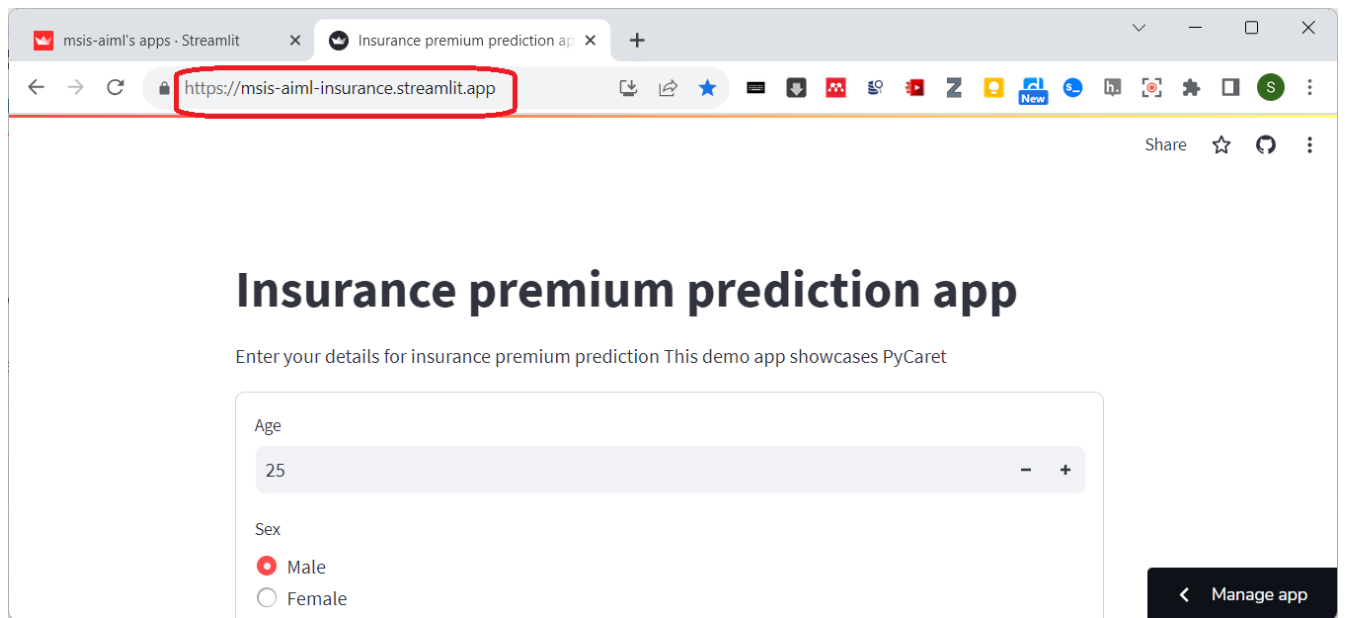 msis-aiml's apps · Streamlit
Insurance premium prediction ap
https://msis-aiml-insurance.streamlit.app
Z
New
S_
h.
S
Share
Insurance premium prediction app
Enter your details for insurance premium prediction This demo app showcases PyCaret
Age
25
Sex
Male
Female
Manage app